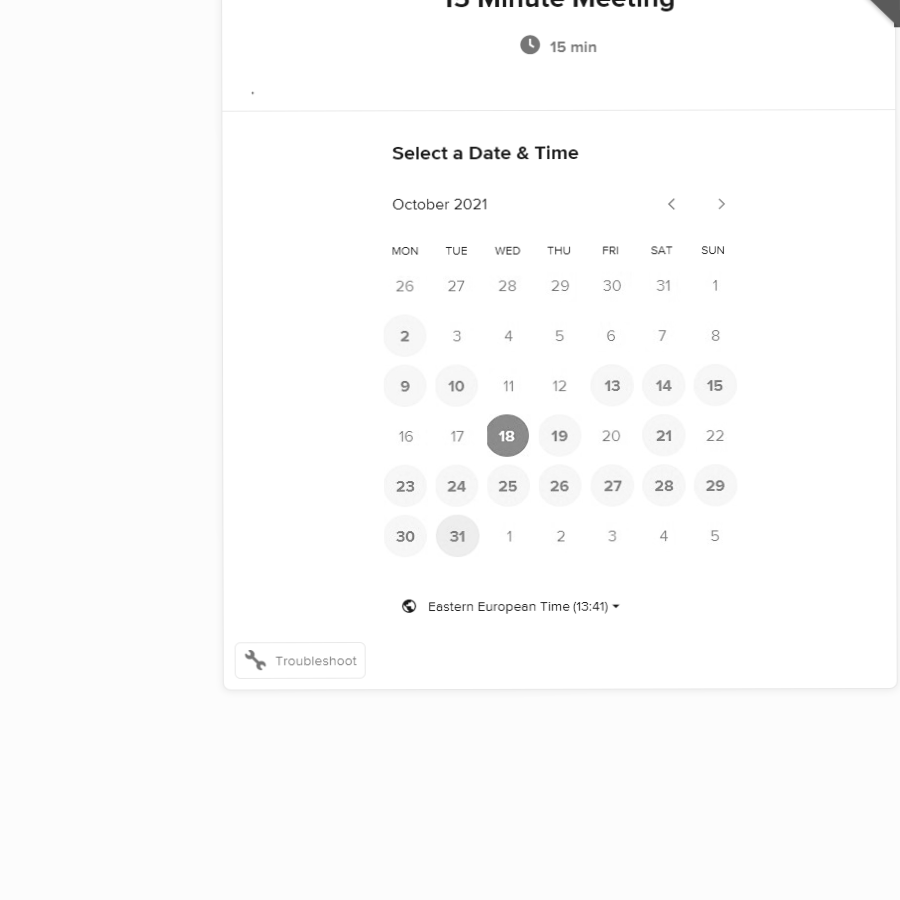 15 Minute Meeting
15 min
.
Select a Date & Time
October 2021
MON TUE WED THU FRI SAT SUN
26 27 28 29 30 31 1
2 3 4 5 6 7 8
9 10 11 12 13 14 15
16 17 18 19 20 21 22
23 24 25 26 27 28 29
30 31 1 2 3 4 5
Eastern European Time (13:41)
Troubleshoot